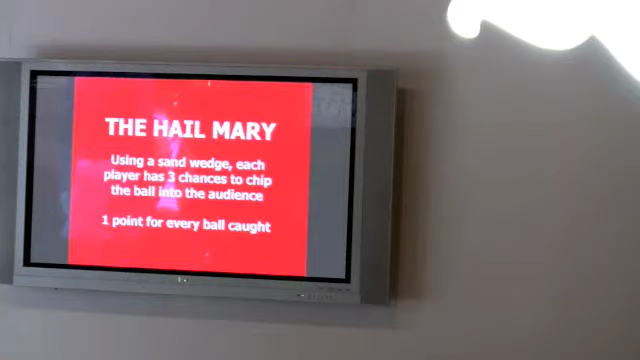 THE HAIL MARY
Using a sand wedge, each
player has 3 chances to chip
the ball into the audience
1 point for every ball caught